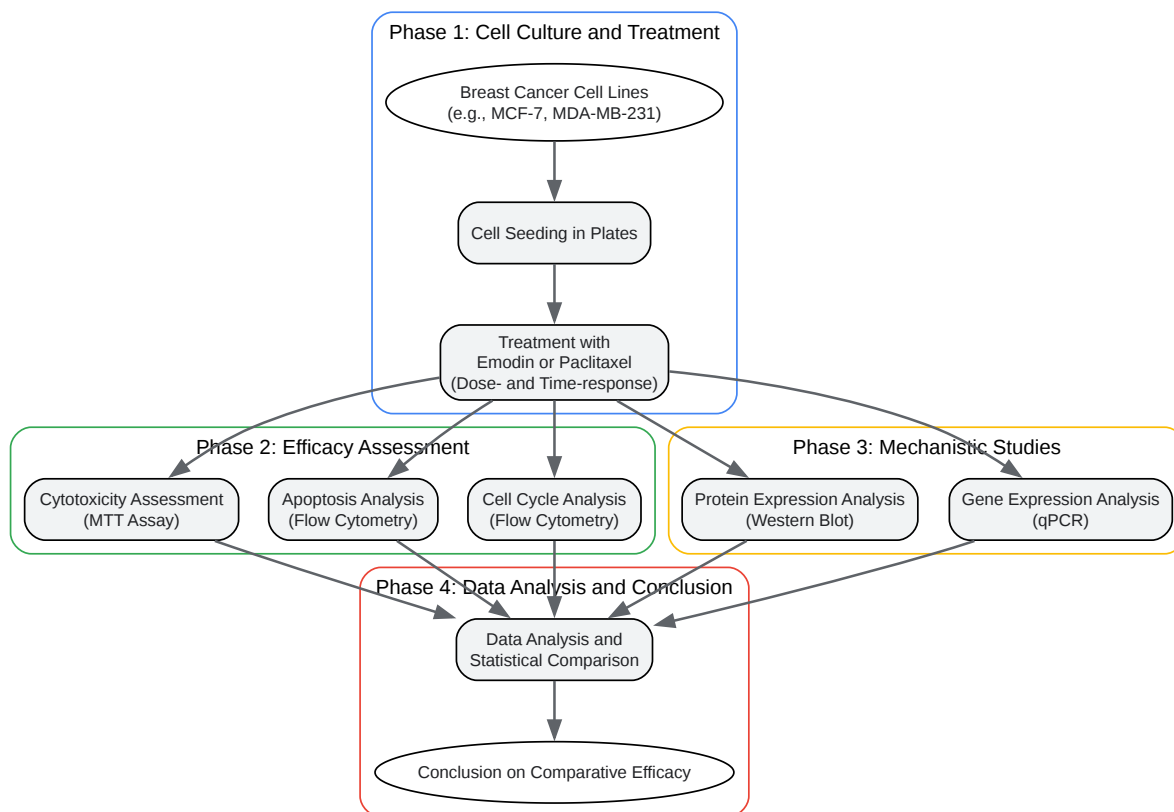 Phase 1: Cell Culture and Treatment
Breast Cancer Cell Lines
(e.g., MCF-7, MDA-MB-231)
Cell Seeding in Plates
Treatment with
Emodin or Paclitaxel
(Dose- and Time-response)
Phase 2: Efficacy Assessment
Cytotoxicity Assessment
(MTT Assay)
Apoptosis Analysis
(Flow Cytometry)
Cell Cycle Analysis
(Flow Cytometry)
Phase 3: Mechanistic Studies
Protein Expression Analysis
(Western Blot)
Gene Expression Analysis
(qPCR)
Phase 4: Data Analysis and Conclusion
Data Analysis and
Statistical Comparison
Conclusion on Comparative Efficacy